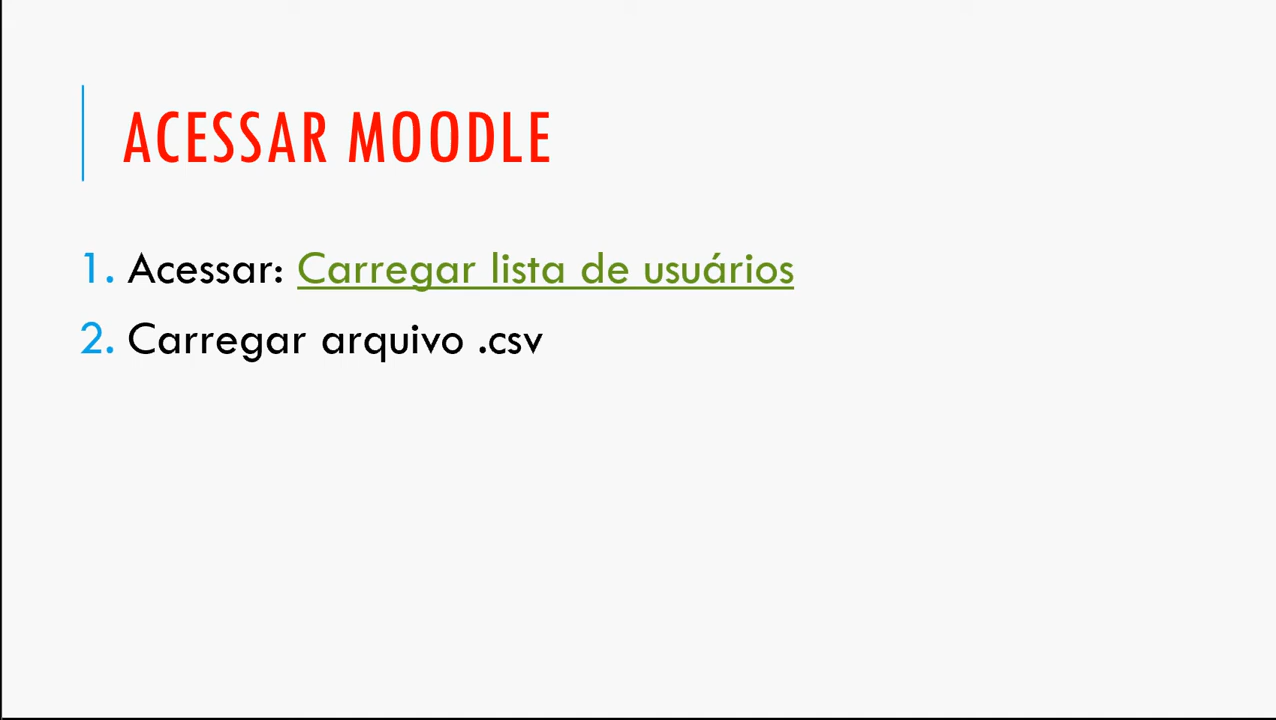 ACESSAR MOODLE
1. Acessar: Carregar lista de usuários
2. Carregar arquivo .csv